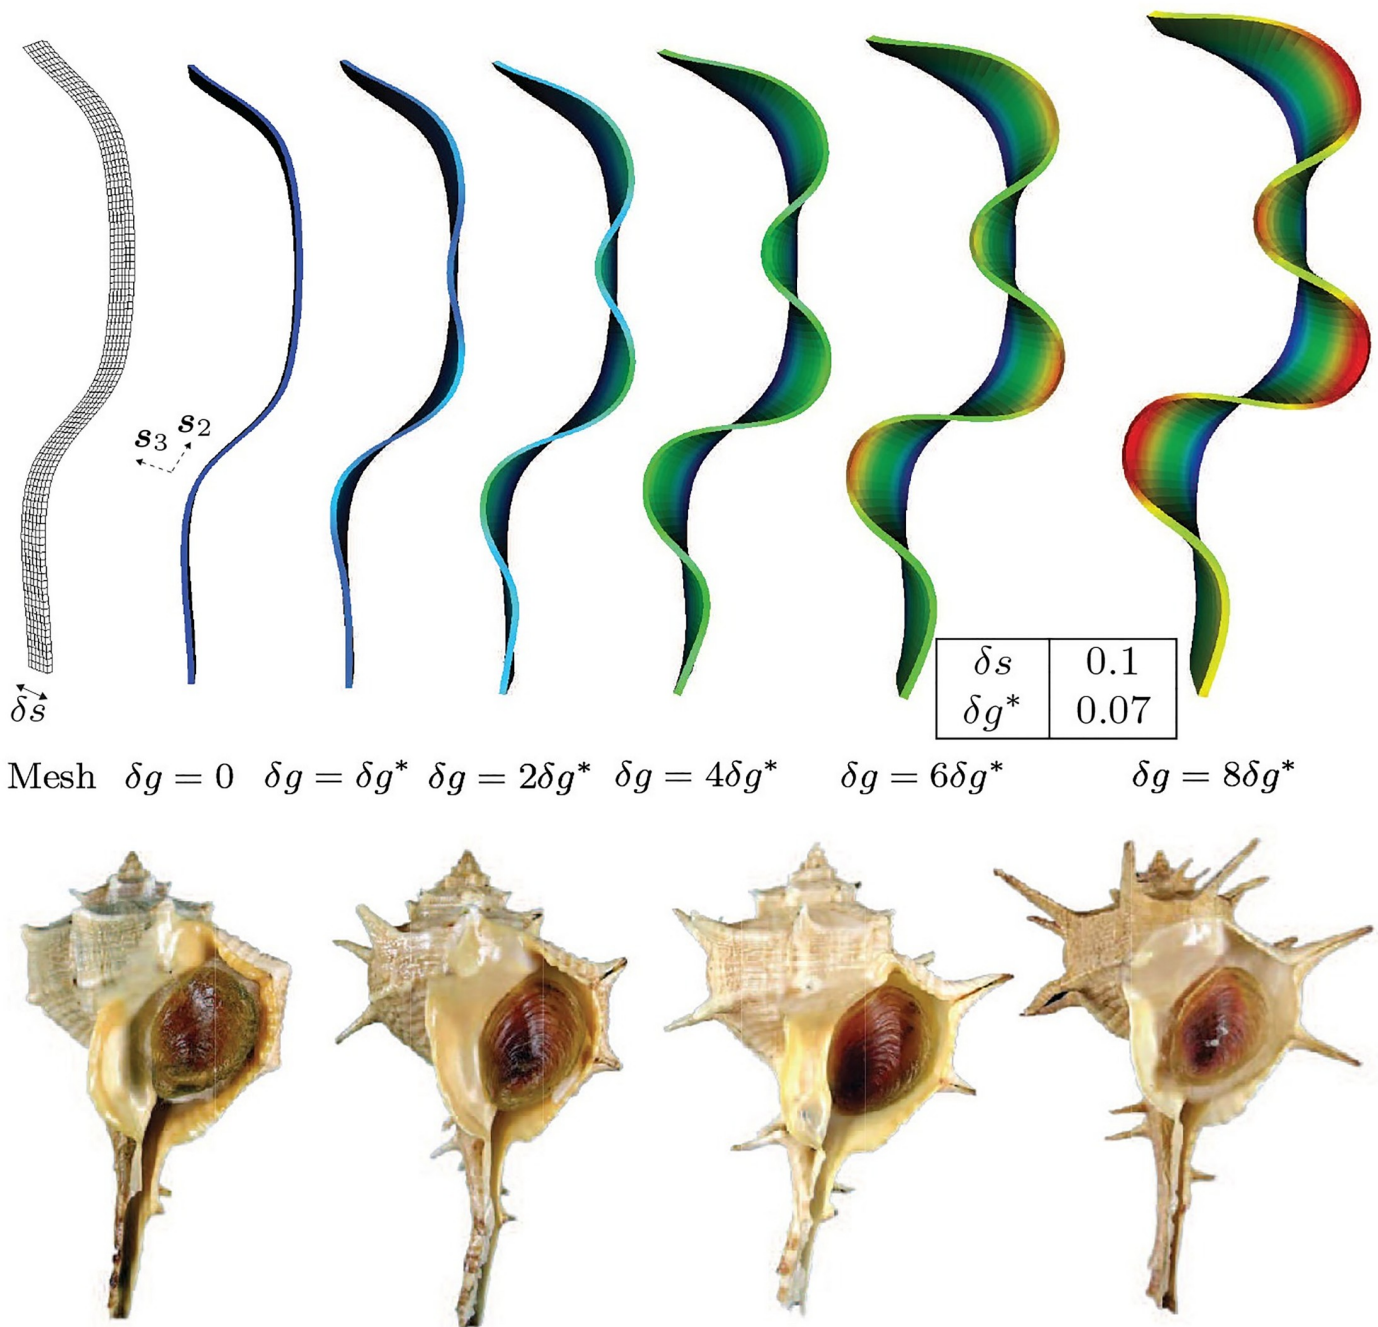 s₃ s₂
δs
δs 0.1
δg* 0.07
Mesh δg = 0 δg = δg* δg = 2δg* δg = 4δg* δg = 6δg* δg = 8δg*